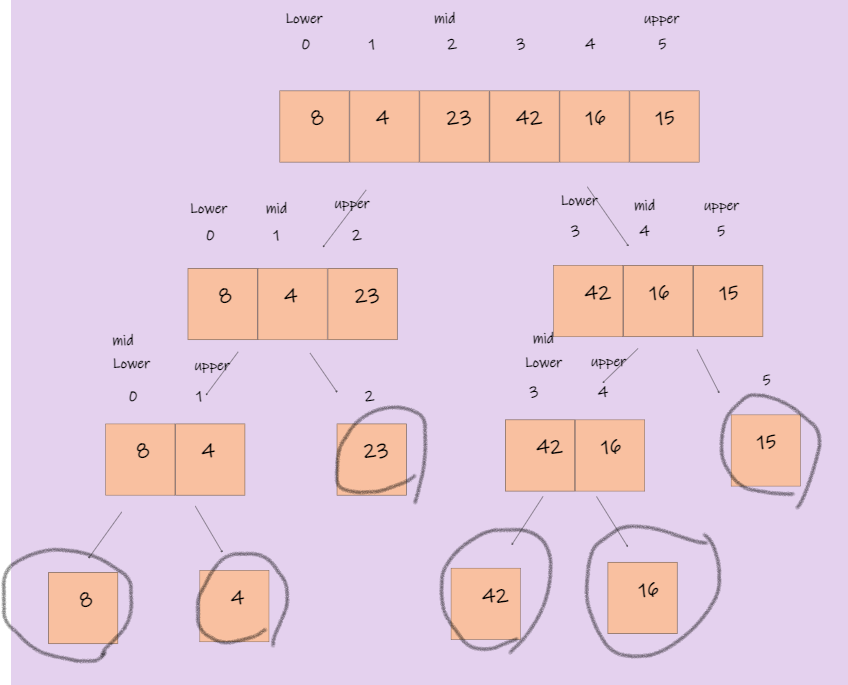 Lower mid upper
0 1 2 3 4 5
8 4 23 42 16 15
Lower mid upper
0 1 2
8 4 23
Lower mid upper
3 4 5
42 16 15
mid
Lower upper
0 1
8 4
2
23
mid
Lower upper
3 4
42 16
5
15
8
4
42
16